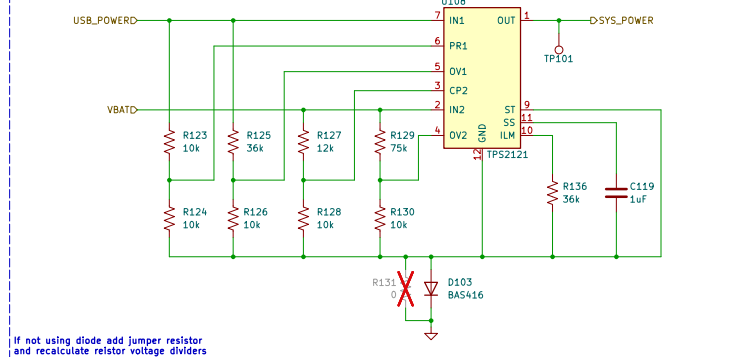 U108
USB_POWER
7 IN1 OUT 1
SYS_POWER
6 PR1
TP101
5 OV1
3 CP2
VBAT
2 IN2 ST 9
SS 11
4 OV2 ILM 10
GND
12
TPS2121
R123
10k
R125
36k
R127
12k
R129
75k
R124
10k
R126
10k
R128
10k
R130
10k
R136
36k
C119
1uF
R131
0
D103
BAS416
If not using diode add jumper resistor
and recalculate reistor voltage dividers